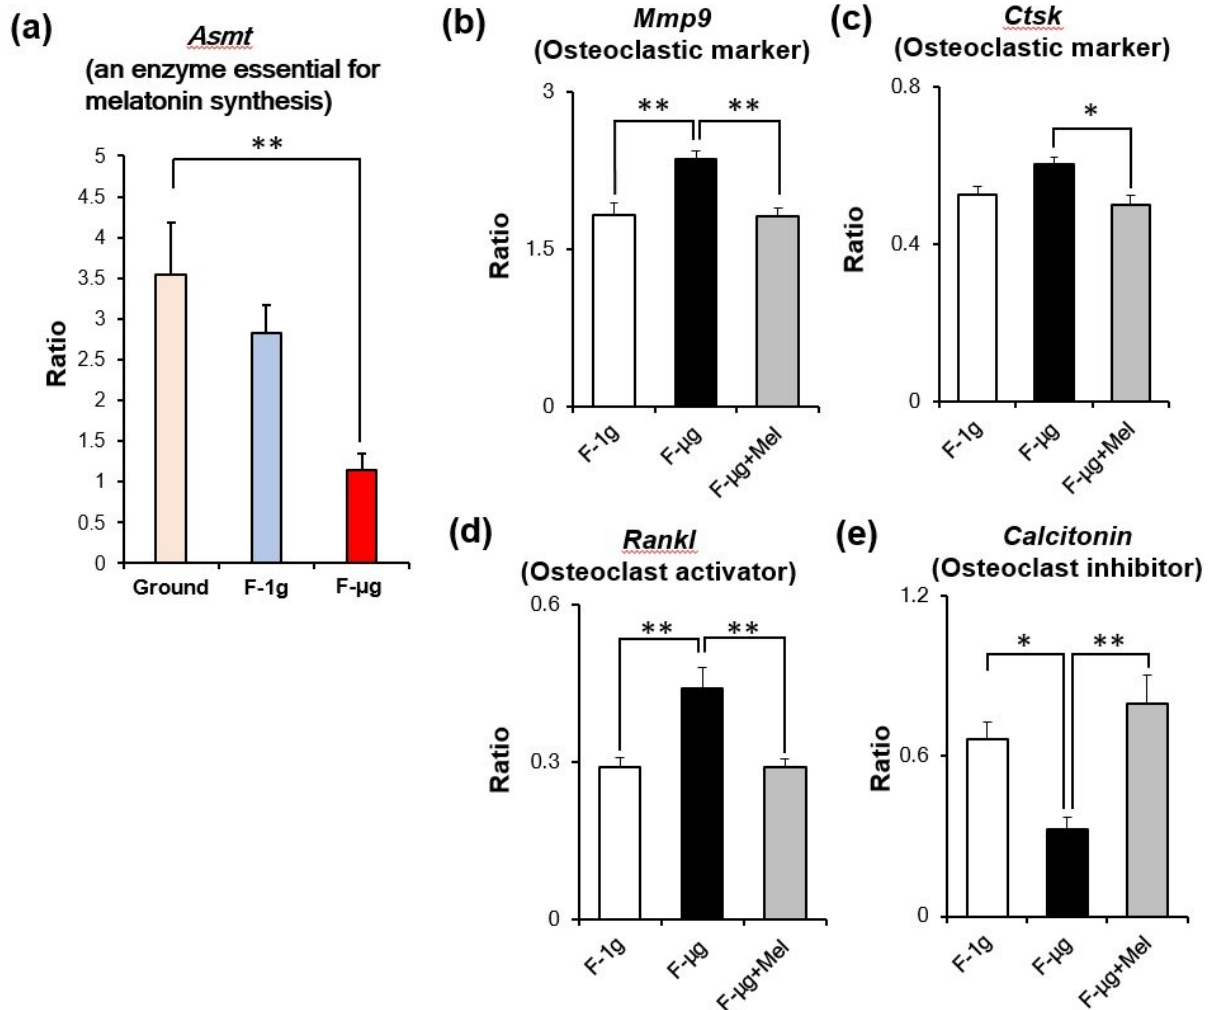 (a)
Asmt
(an enzyme essential for
melatonin synthesis)
**
5
4.5
4
3.5
3
2.5
2
1.5
1
0.5
0
Ratio
Ground F-1g F-µg
(b)
Mmp9
(Osteoclastic marker)
3
1.5
0
Ratio
** **
F-1g
F-µg
F-µg+Mel
(c)
Ctsk
(Osteoclastic marker)
0.8
0.4
0
Ratio
*
F-1g
F-µg
F-µg+Mel
(d)
Rankl
(Osteoclast activator)
0.6
0.3
0
Ratio
** **
F-1g
F-µg
F-µg+Mel
(e)
Calcitonin
(Osteoclast inhibitor)
1.2
0.6
0
Ratio
* **
F-1g
F-µg
F-µg+Mel